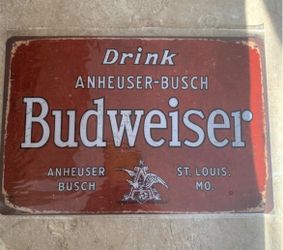 Drink
ANHEUSER-BUSCH
Budweiser
ANHEUSER BUSCH
ST. LOUIS. MO.